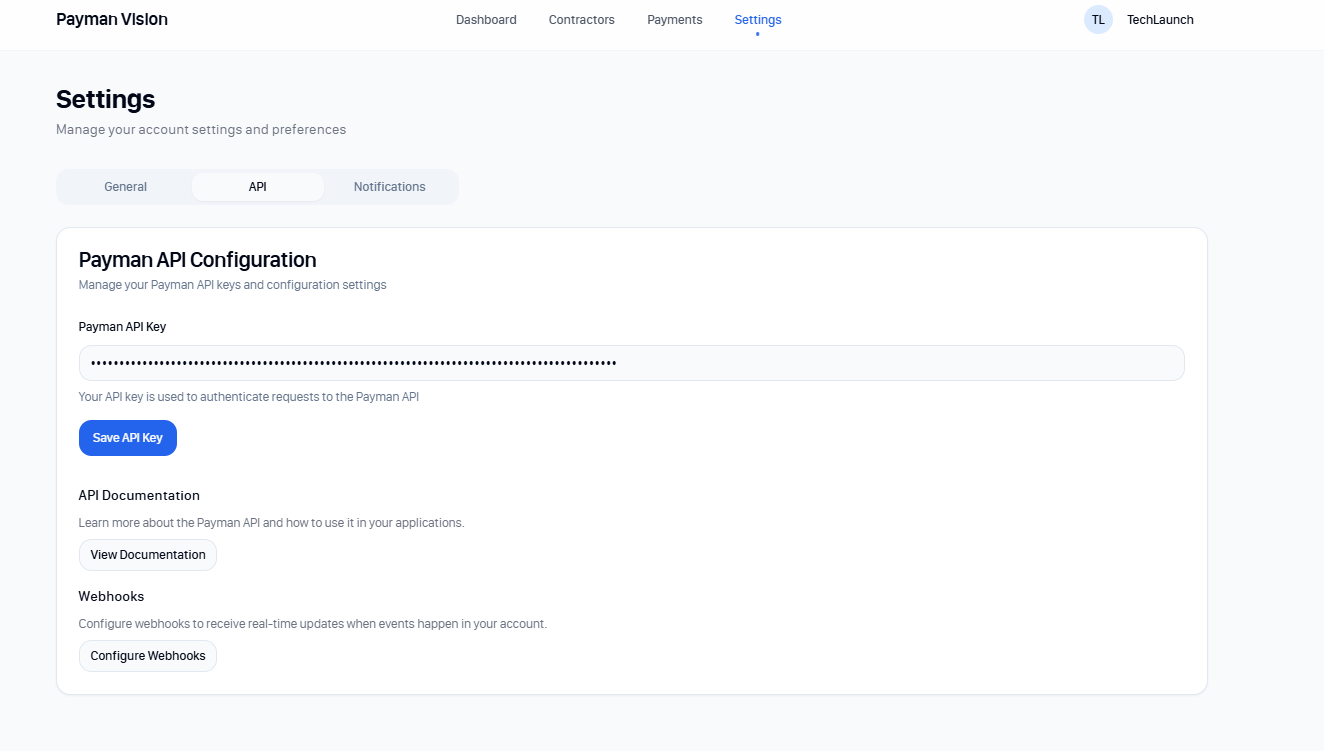 Payman Vision
Dashboard
Contractors
Payments
Settings
TL
TechLaunch
Settings
Manage your account settings and preferences
General
API
Notifications
Payman API Configuration
Manage your Payman API keys and configuration settings
Payman API Key
Your API key is used to authenticate requests to the Payman API
Save API Key
API Documentation
Learn more about the Payman API and how to use it in your applications.
View Documentation
Webhooks
Configure webhooks to receive real-time updates when events happen in your account.
Configure Webhooks